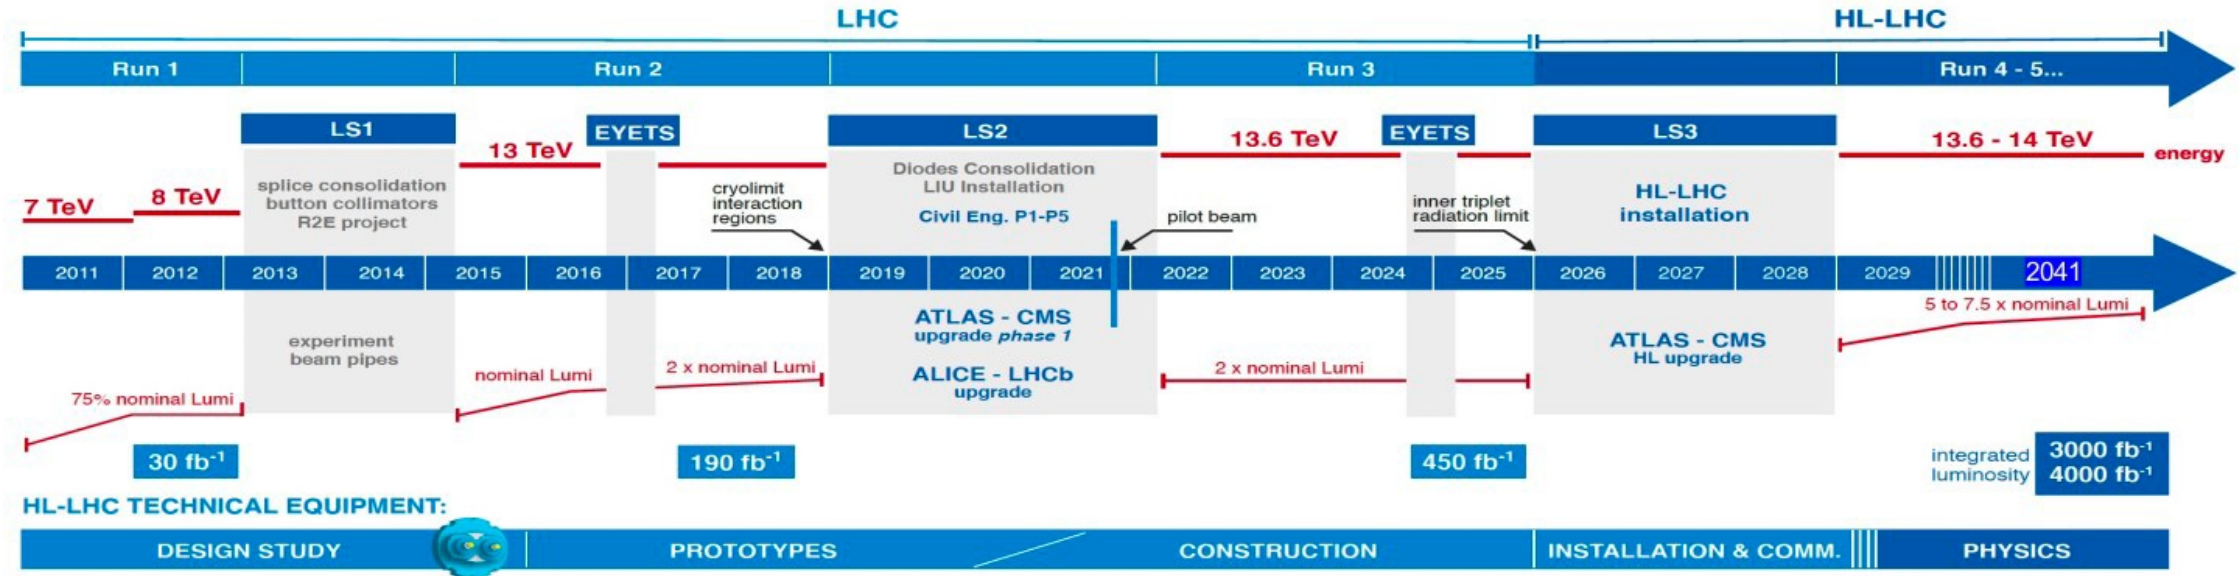 LHC
HL-LHC
Run 1
Run 2
Run 3
Run 4 - 5...
LS1
EYETS
LS2
EYETS
LS3
13 TeV
13.6 TeV
13.6 - 14 TeV
energy
7 TeV
8 TeV
splice consolidation
button collimators
R2E project
cryolimit
interaction
regions
Diodes Consolidation
LIU Installation
Civil Eng. P1-P5
pilot beam
inner triplet
radiation limit
HL-LHC
installation
2011
2012
2013
2014
2015
2016
2017
2018
2019
2020
2021
2022
2023
2024
2025
2026
2027
2028
2029
2041
5 to 7.5 x nominal Lumi
experiment
beam pipes
ATLAS - CMS
upgrade phase 1
ALICE - LHCb
upgrade
ATLAS - CMS
HL upgrade
75% nominal Lumi
nominal Lumi
2 x nominal Lumi
2 x nominal Lumi
30 fb-1
190 fb-1
450 fb-1
integrated
luminosity
3000 fb-1
4000 fb-1
HL-LHC TECHNICAL EQUIPMENT:
DESIGN STUDY
PROTOTYPES
CONSTRUCTION
INSTALLATION & COMM.
PHYSICS